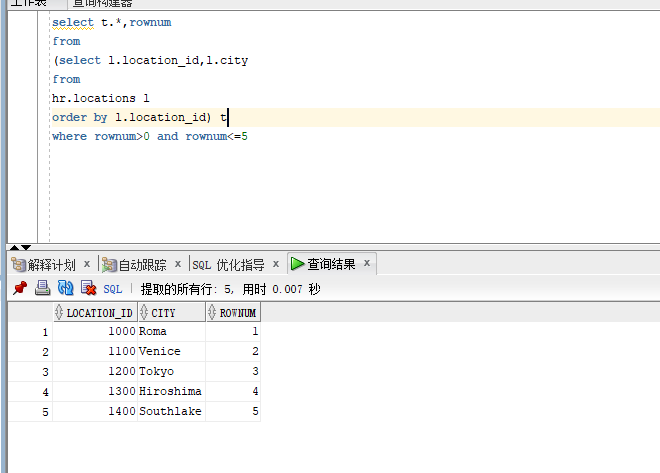 工作表 查询构建器
select t.*,rownum
from
(select l.location_id,l.city
from
hr.locations l
order by l.location_id) t
where rownum>0 and rownum<=5
解释计划 x 自动跟踪 x SQL 优化指导 x 查询结果 x
SQL 提取的所有行: 5, 用时 0.007 秒
LOCATION_ID CITY ROWNUM
1 1000 Roma 1
2 1100 Venice 2
3 1200 Tokyo 3
4 1300 Hiroshima 4
5 1400 Southlake 5